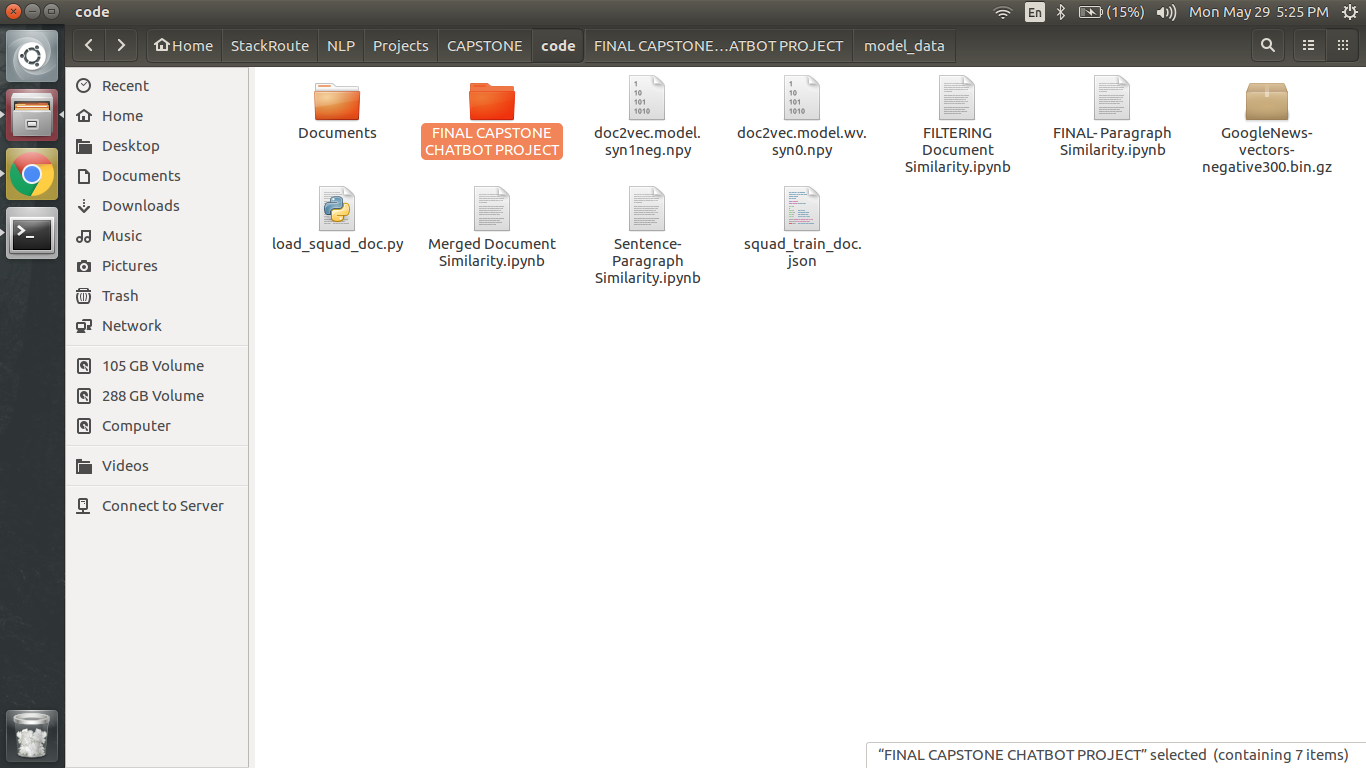 code
En
(15%)
Mon May 29 5:25 PM
Home
StackRoute
NLP
Projects
CAPSTONE
code
FINAL CAPSTONE...ATBOT PROJECT
model_data
Recent
Home
Desktop
Documents
Downloads
Music
Pictures
Trash
Network
105 GB Volume
288 GB Volume
Computer
Videos
Connect to Server
Documents
FINAL CAPSTONE
CHATBOT PROJECT
1
10
101
1010
doc2vec.model.
syn1neg.npy
1
10
101
1010
doc2vec.model.wv.
syn0.npy
FILTERING
Document
Similarity.ipynb
FINAL- Paragraph
Similarity.ipynb
GoogleNews-
vectors-
negative300.bin.gz
load_squad_doc.py
Merged Document
Similarity.ipynb
Sentence-
Paragraph
Similarity.ipynb
squad_train_doc.
json
“FINAL CAPSTONE CHATBOT PROJECT” selected (containing 7 items)